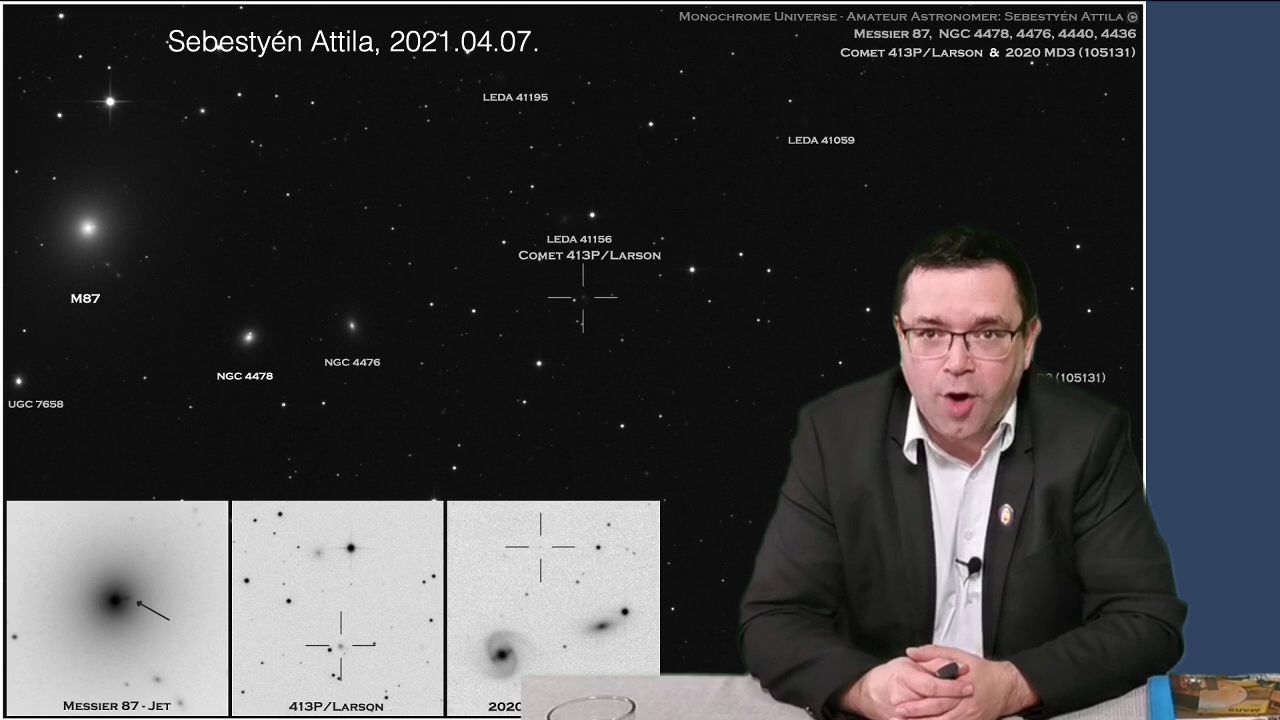 Sebestyén Attila, 2021.04.07.
Monochrome Universe - Amateur Astronomer: Sebestyén Attila ©
Messier 87, NGC 4478, 4476, 4440, 4436
Comet 413P/Larson & 2020 MD3 (105131)
LEDA 41195
LEDA 41059
LEDA 41156
Comet 413P/Larson
M87
NGC 4476
NGC 4478
(105131)
UGC 7658
Messier 87 - Jet
413P/Larson
2020